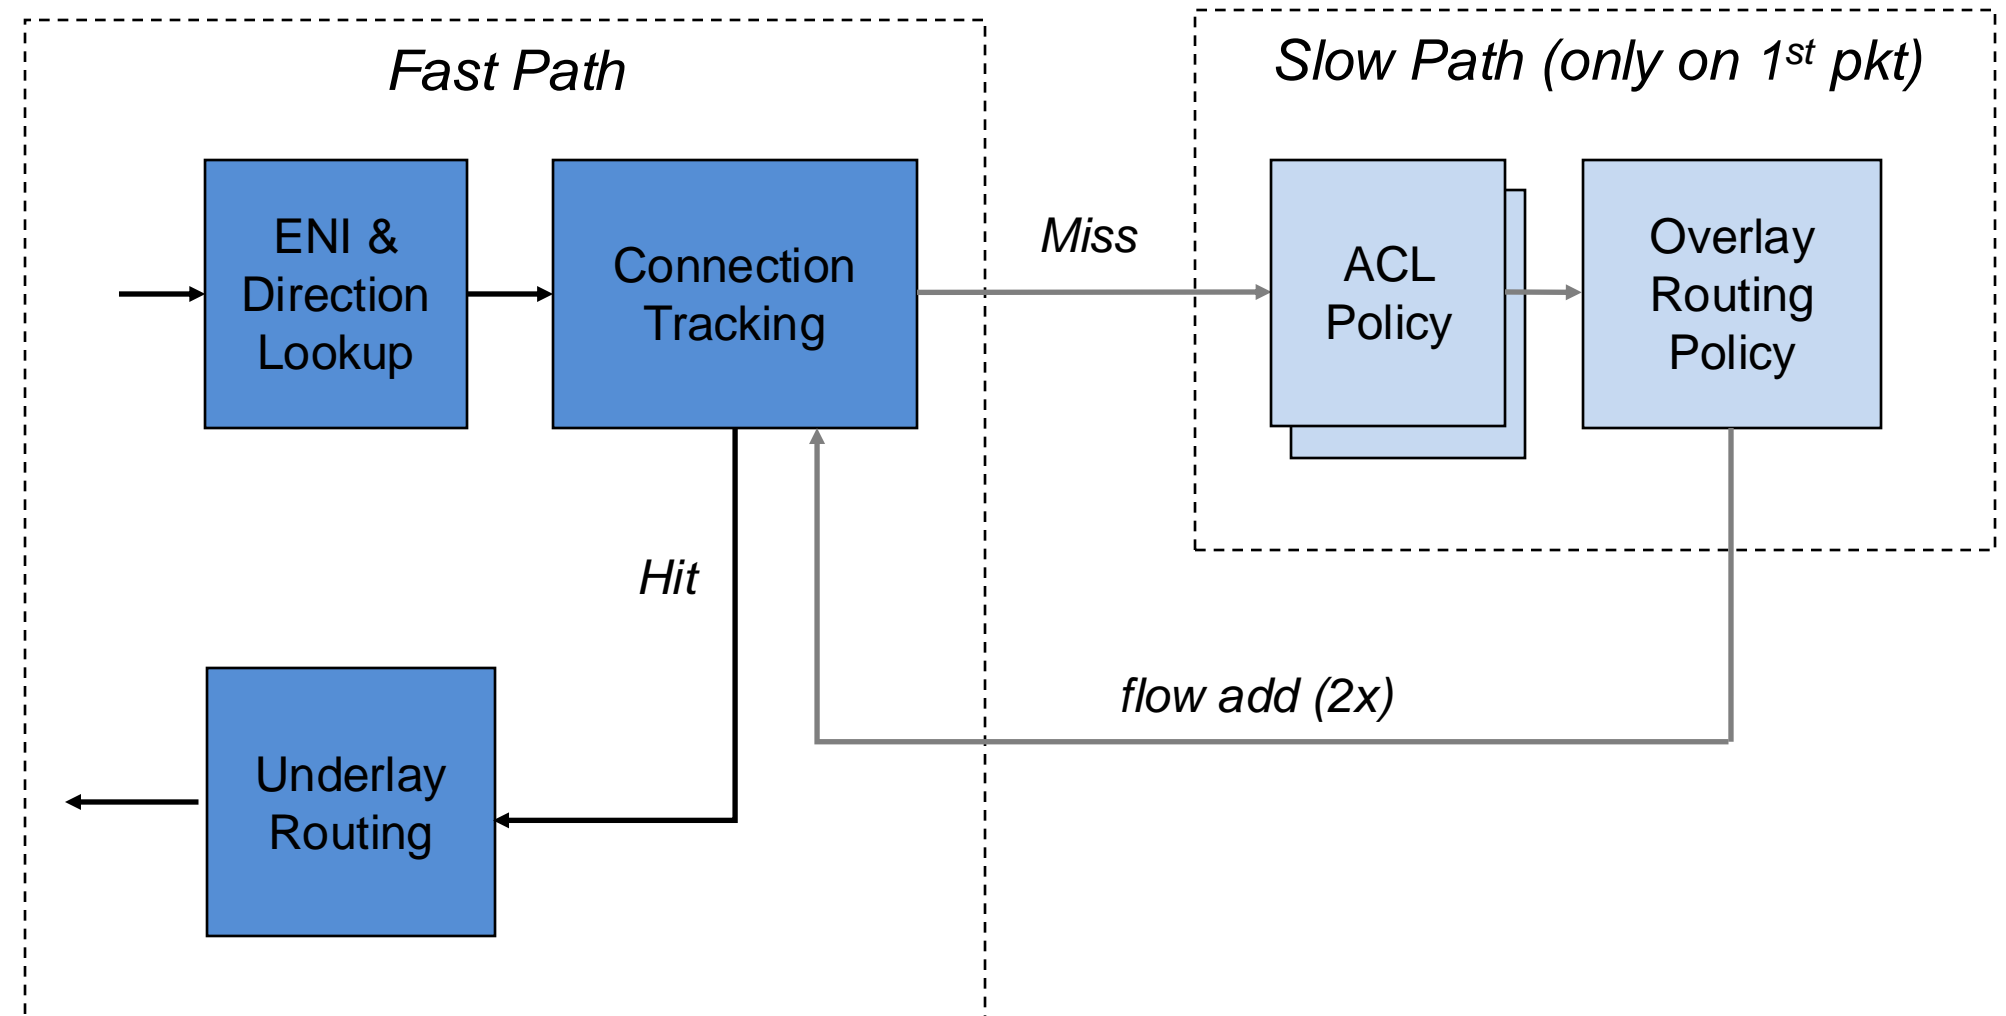 Fast Path
Slow Path (only on 1st pkt)
ENI &
Direction
Lookup
Connection
Tracking
Miss
ACL
Policy
Overlay
Routing
Policy
Hit
flow add (2x)
Underlay
Routing